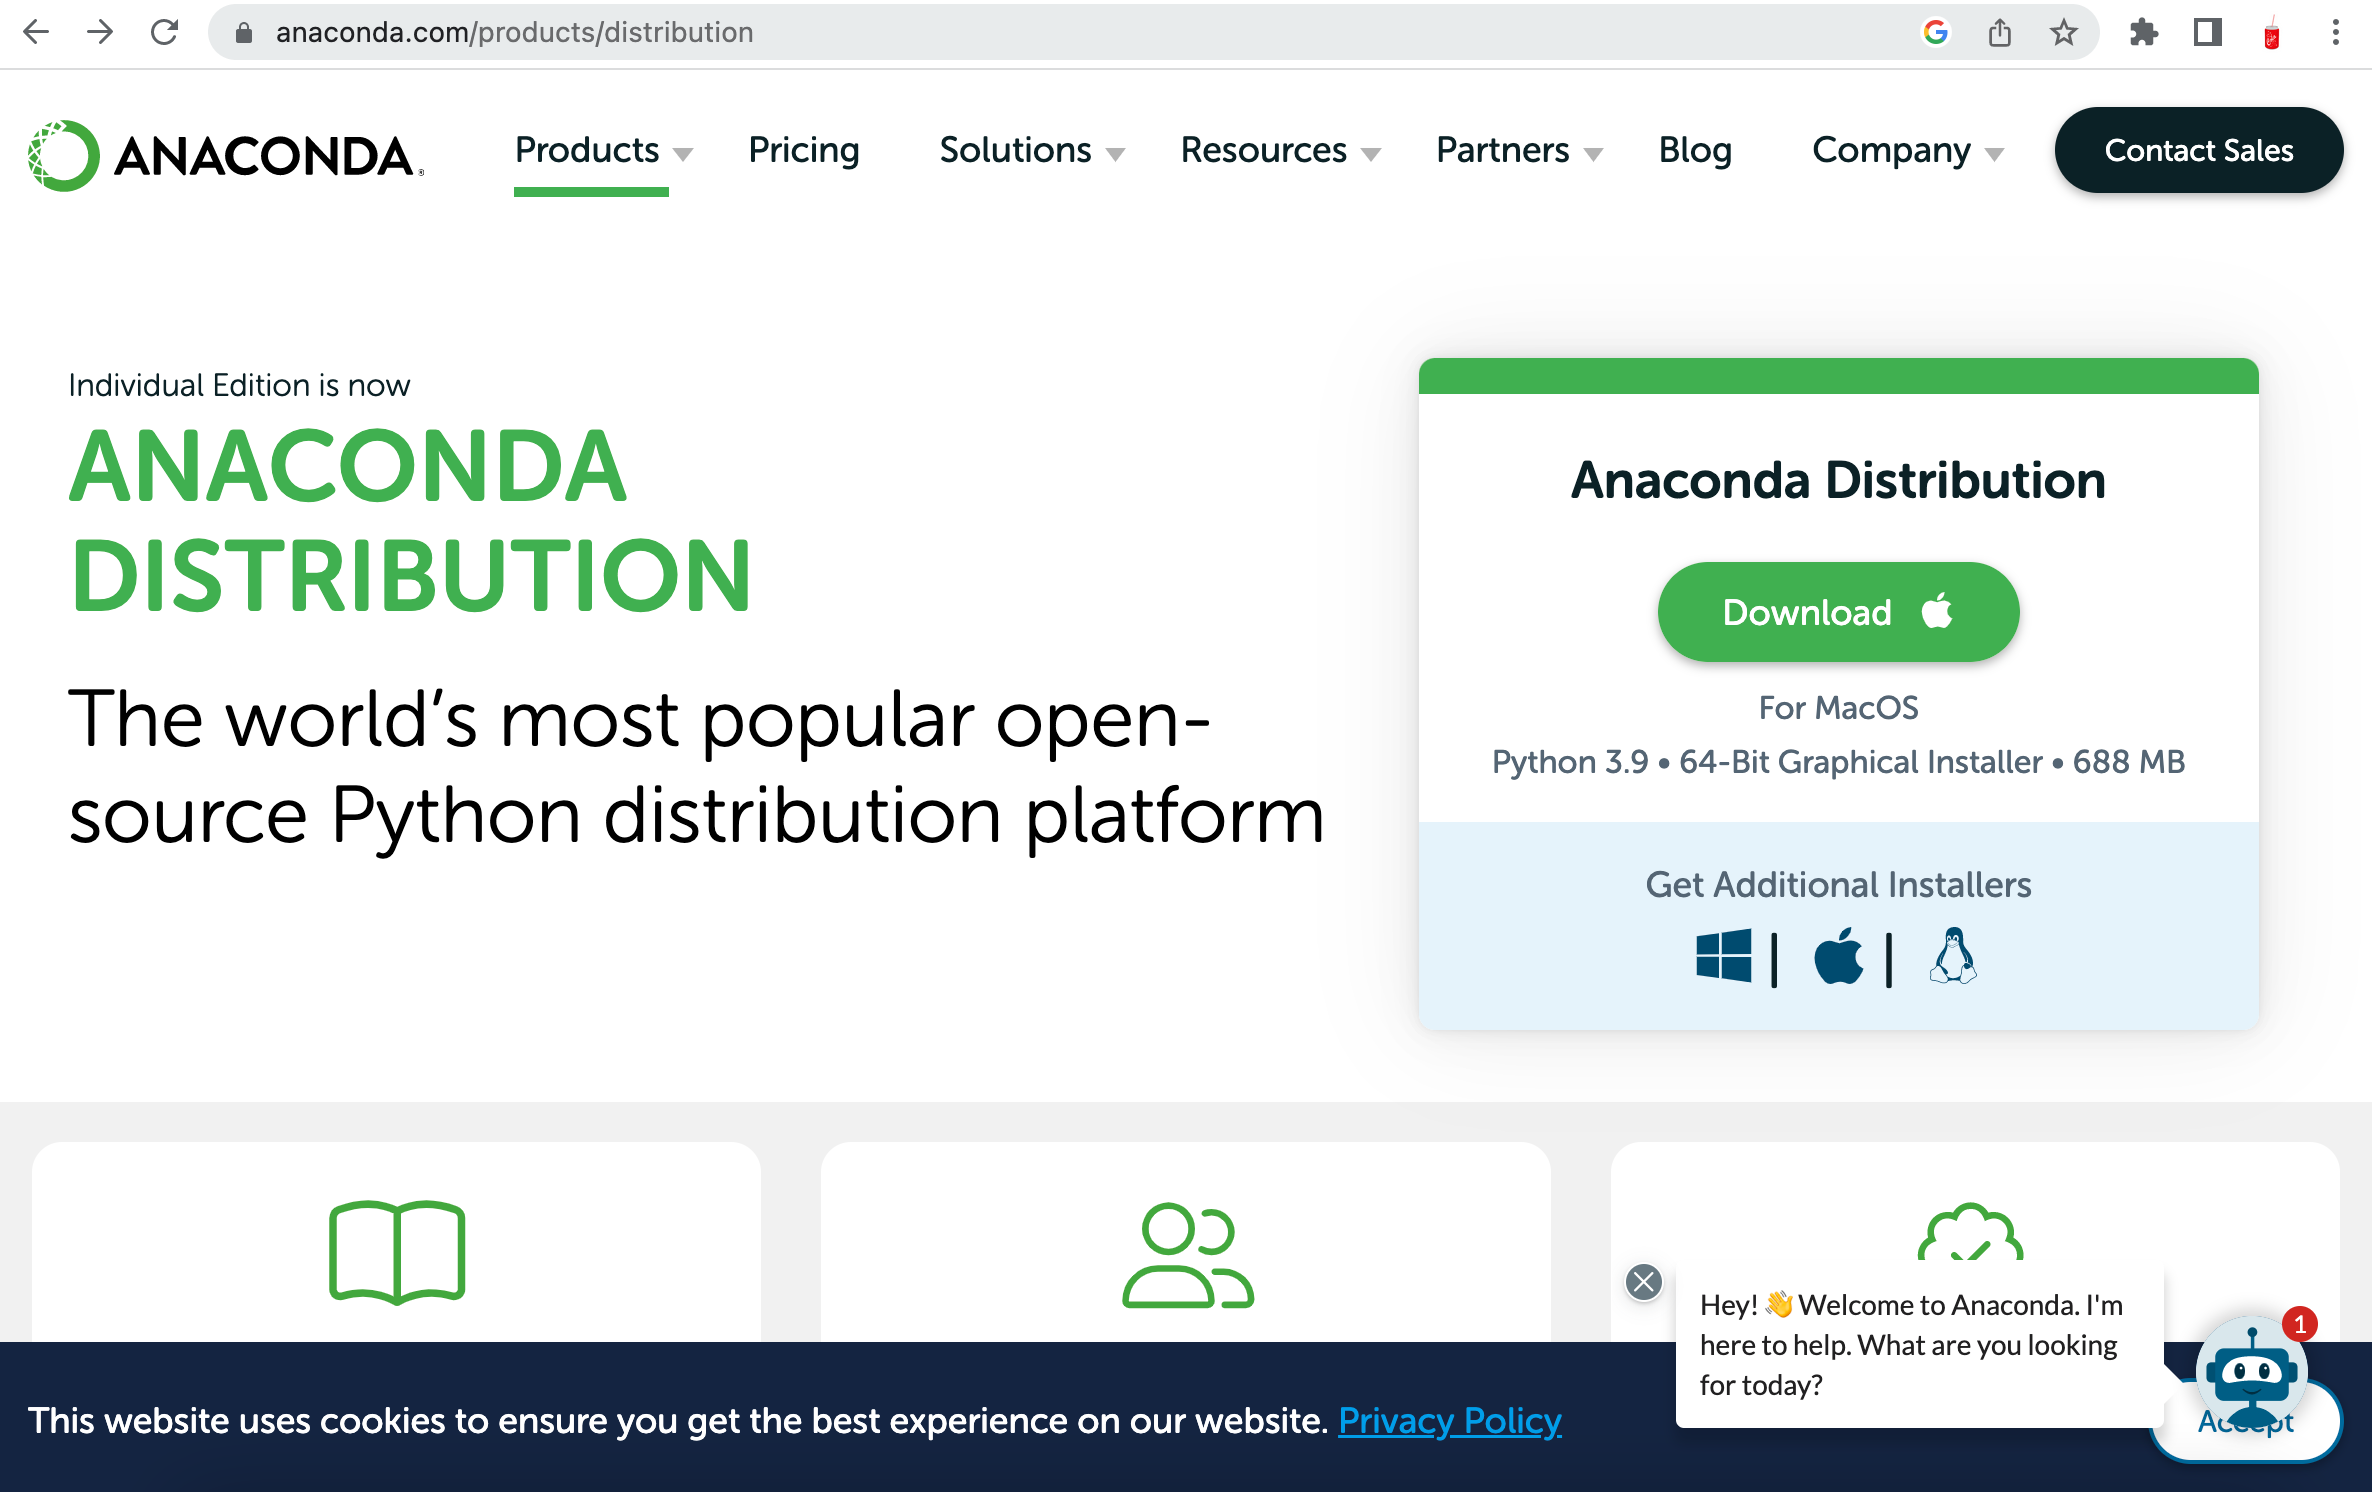 anaconda.com/products/distribution
ANACONDA®
Products
Pricing
Solutions
Resources
Partners
Blog
Company
Contact Sales
Individual Edition is now
ANACONDA
DISTRIBUTION
The world’s most popular open-
source Python distribution platform
Anaconda Distribution
Download
For MacOS
Python 3.9 • 64-Bit Graphical Installer • 688 MB
Get Additional Installers
Hey! 👋 Welcome to Anaconda. I'm
here to help. What are you looking
for today?
1
This website uses cookies to ensure you get the best experience on our website. Privacy Policy
Accept